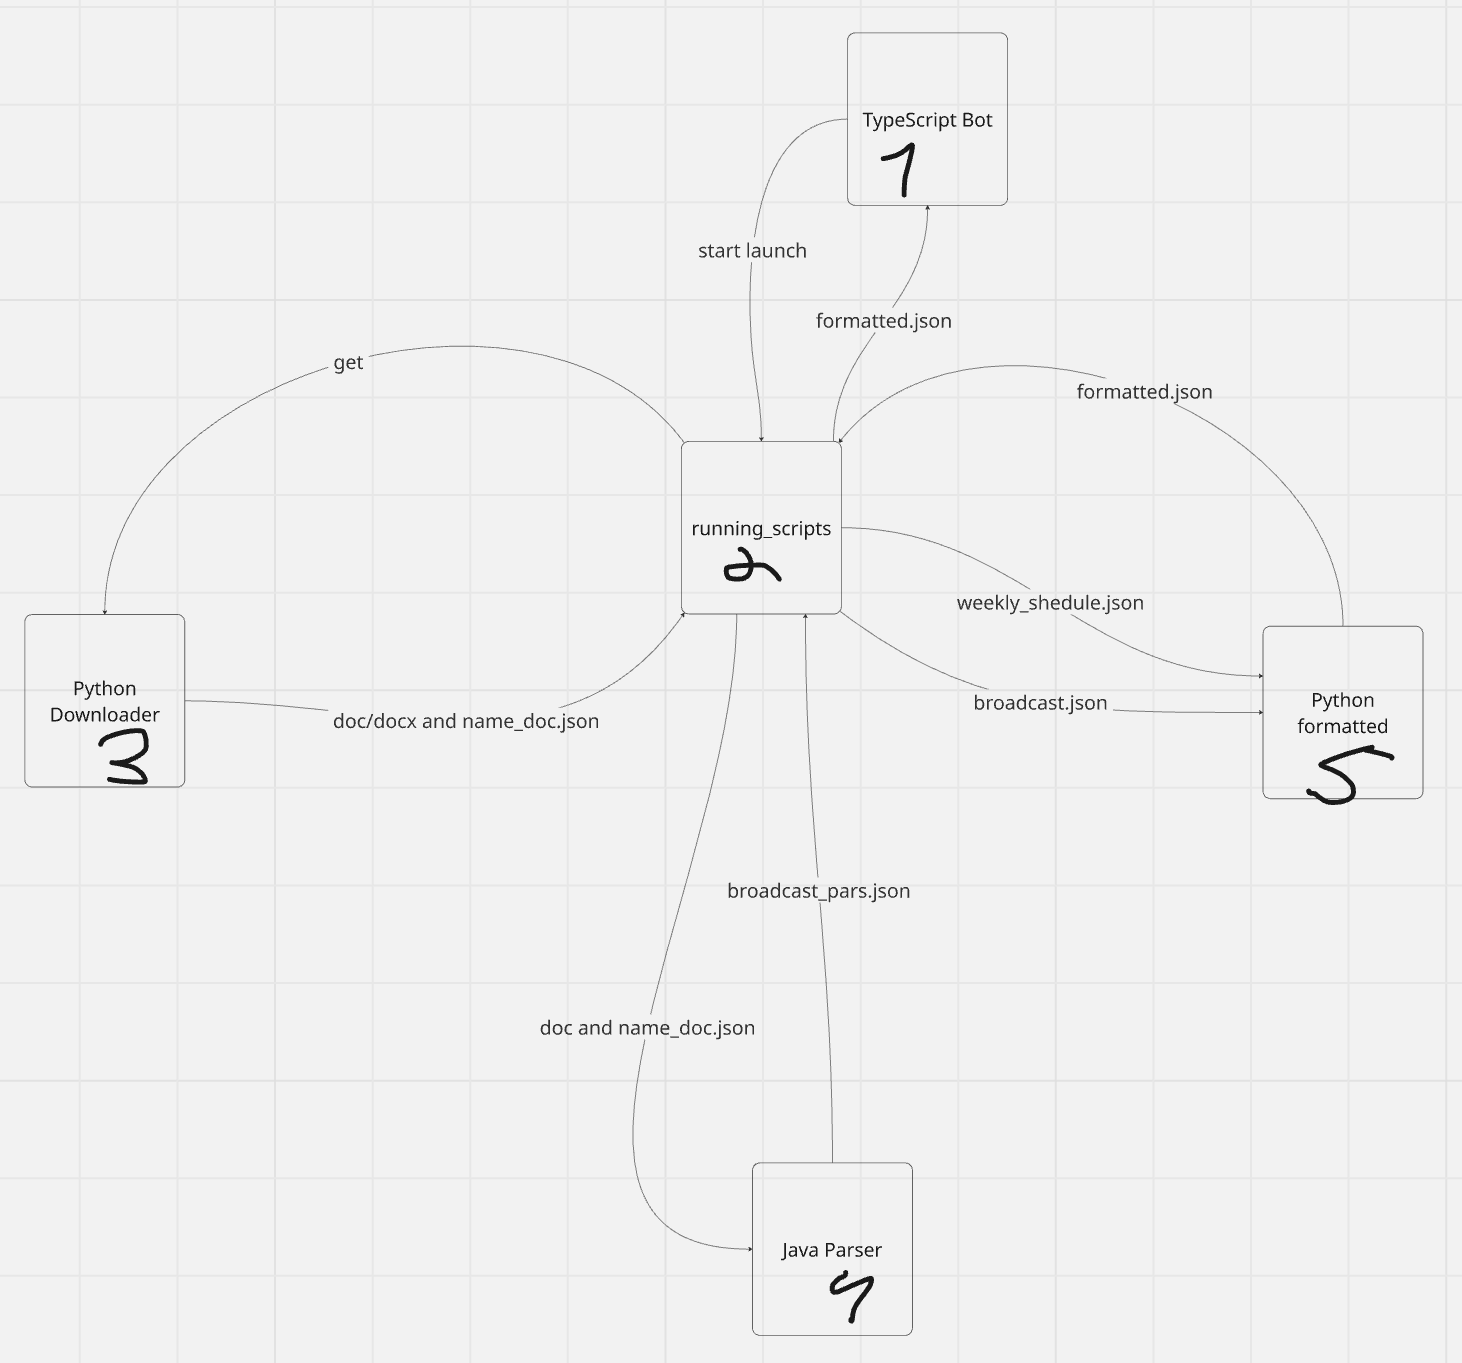 TypeScript Bot
1
start launch
formatted.json
get
formatted.json
running_scripts
2
weekly_shedule.json
broadcast.json
Python
Downloader
3
doc/docx and name_doc.json
Python
formatted
5
broadcast_pars.json
doc and name_doc.json
Java Parser
4